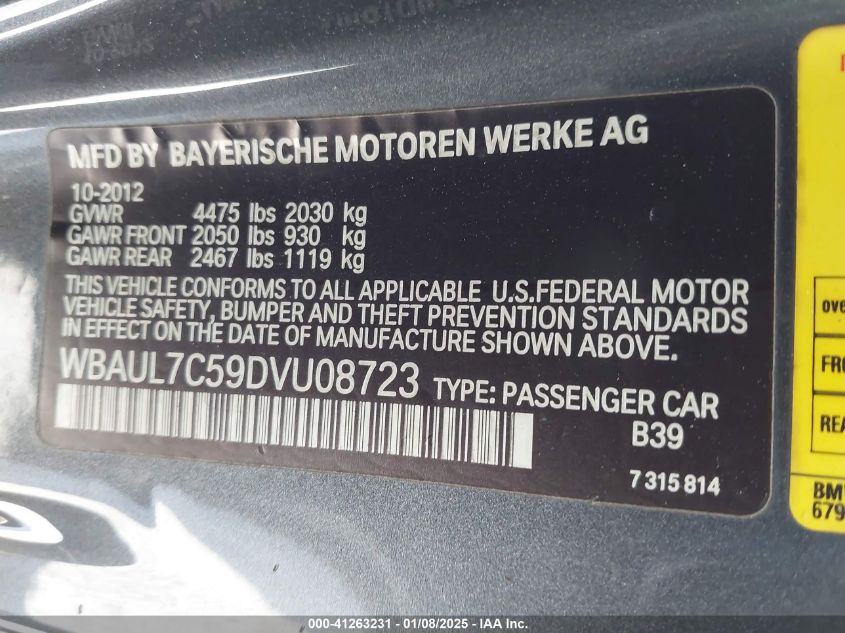 MFD BY BAYERISCHE MOTOREN WERKE AG
10-2012
GVWR 4475 lbs 2030 kg
GAWR FRONT 2050 lbs 930 kg
GAWR REAR 2467 lbs 1119 kg
THIS VEHICLE CONFORMS TO ALL APPLICABLE U.S.FEDERAL MOTOR
VEHICLE SAFETY, BUMPER AND THEFT PREVENTION STANDARDS
IN EFFECT ON THE DATE OF MANUFACTURE SHOWN ABOVE.
WBAUL7C59DVU08723 TYPE: PASSENGER CAR
B39
7 315 814
BM
679
000-41263231 - 01/08/2025 - IAA Inc.